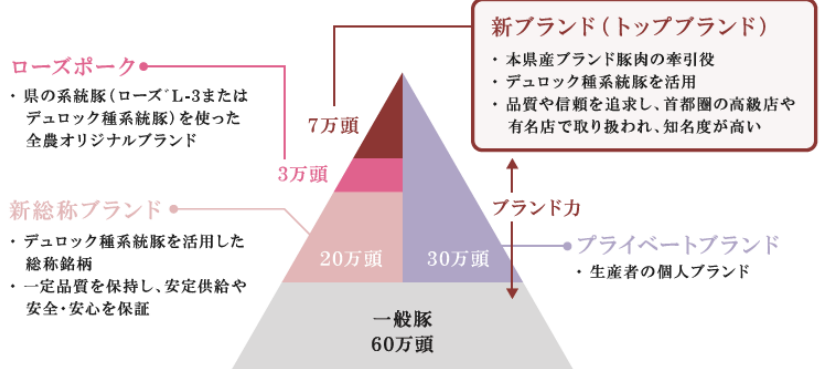 新ブランド(トップブランド)
・ 本県産ブランド豚肉の牽引役
・ デュロック種系統豚を活用
・ 品質や信頼を追求し、首都圏の高級店や
有名店で取り扱われ、知名度が高い
ローズポーク
・ 県の系統豚(ローズ゛L-3または
デュロック種系統豚)を使った
全農オリジナルブランド
7万頭
3万頭
新総称ブランド
・ デュロック種系統豚を活用した
総称銘柄
・ 一定品質を保持し、安定供給や
安全・安心を保証
20万頭
30万頭
ブランド力
プライベートブランド
・ 生産者の個人ブランド
一般豚
60万頭